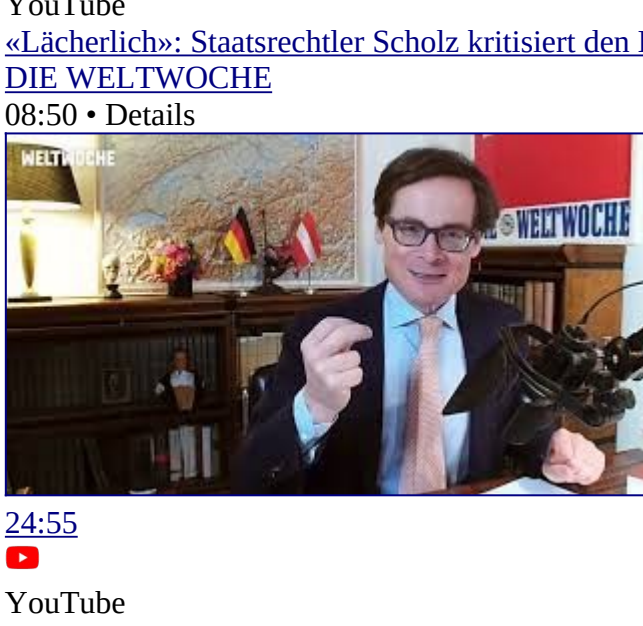 YouTube
«Lächerlich»: Staatsrechtler Scholz kritisiert den
DIE WELTWOCHE
08:50 • Details
WELTWOCHE
WELTWOCHE
24:55
YouTube